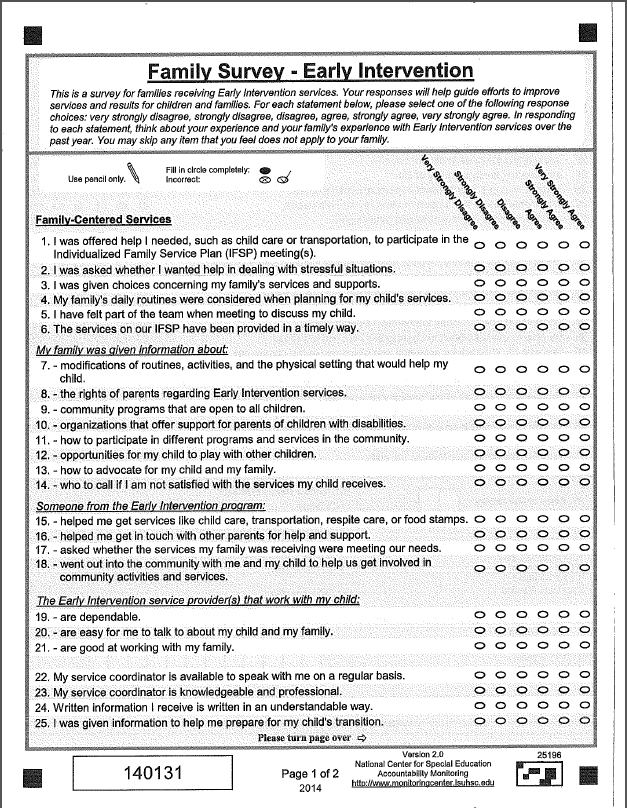 Family Survey - Early Intervention
This is a survey for families receiving Early Intervention services. Your responses will help guide efforts to improve
services and results for children and families. For each statement below, please select one of the following response
choices: very strongly disagree, strongly disagree, disagree, agree, strongly agree, very strongly agree. In responding
to each statement, think about your experience and your family's experience with Early Intervention services over the
past year. You may skip any item that you feel does not apply to your family.
Use pencil only.
Fill in circle completely:
Incorrect:
Very Strongly Disagree
Strongly Disagree
Disagree
Agree
Strongly Agree
Very Strongly Agree
Family-Centered Services
1. I was offered help I needed, such as child care or transportation, to participate in the
Individualized Family Service Plan (IFSP) meeting(s).
2. I was asked whether I wanted help in dealing with stressful situations.
3. I was given choices concerning my family's services and supports.
4. My family's daily routines were considered when planning for my child's services.
5. I have felt part of the team when meeting to discuss my child.
6. The services on our IFSP have been provided in a timely way.
My family was given information about:
7. - modifications of routines, activities, and the physical setting that would help my
child.
8. - the rights of parents regarding Early Intervention services.
9. - community programs that are open to all children.
10. - organizations that offer support for parents of children with disabilities.
11. - how to participate in different programs and services in the community.
12. - opportunities for my child to play with other children.
13. - how to advocate for my child and my family.
14. - who to call if I am not satisfied with the services my child receives.
Someone from the Early Intervention program:
15. - helped me get services like child care, transportation, respite care, or food stamps.
16. - helped me get in touch with other parents for help and support.
17. - asked whether the services my family was receiving were meeting our needs.
18. - went out into the community with me and my child to help us get involved in
community activities and services.
The Early Intervention service provider(s) that work with my child:
19. - are dependable.
20. - are easy for me to talk to about my child and my family.
21. - are good at working with my family.
22. My service coordinator is available to speak with me on a regular basis.
23. My service coordinator is knowledgeable and professional.
24. Written information I receive is written in an understandable way.
25. I was given information to help me prepare for my child's transition.
Please turn page over ⇨
140131
Page 1 of 2
2014
Version 2.0
National Center for Special Education
Accountability Monitoring
http://www.monitoringcenter.lsuhsc.edu
25196